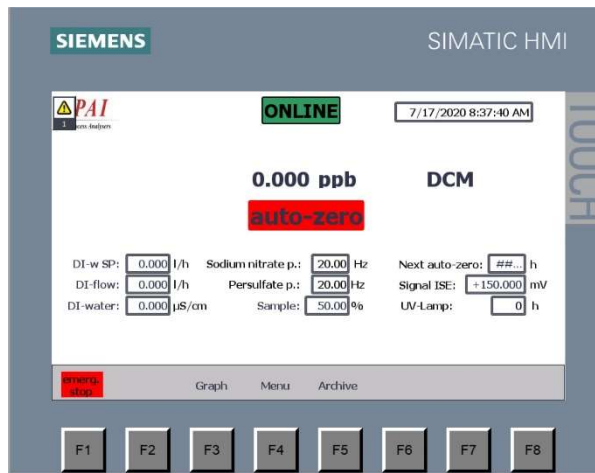 SIEMENS SIMATIC HMI
TOUCH
PAI ONLINE 7/17/2020 8:37:40 AM
1
0.000 ppb DCM
auto-zero
DI-w SP: 0.000 l/h Sodium nitrate p.: 20.00 Hz Next auto-zero: ##... h
DI-flow: 0.000 l/h Persulfate p.: 20.00 Hz Signal ISE: +150.000 mV
DI-water: 0.000 µS/cm Sample: 50.00 % UV-Lamp: 0 h
emerg. stop Graph Menu Archive
F1 F2 F3 F4 F5 F6 F7 F8